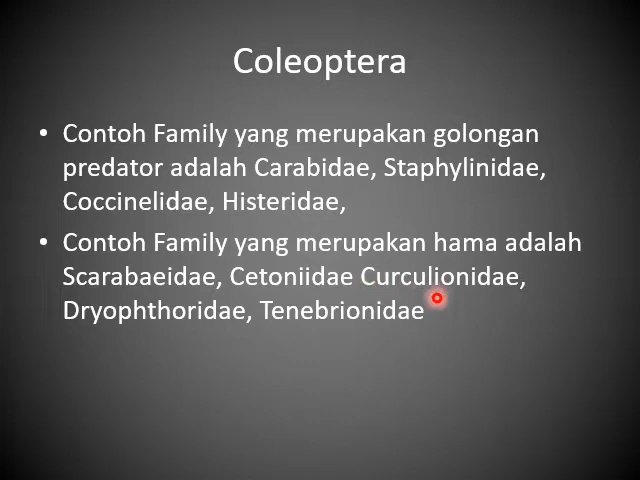 Coleoptera
• Contoh Family yang merupakan golongan
predator adalah Carabidae, Staphylinidae,
Coccinelidae, Histeridae,
• Contoh Family yang merupakan hama adalah
Scarabaeidae, Cetoniidae Curculionidae,
Dryophthoridae, Tenebrionidae